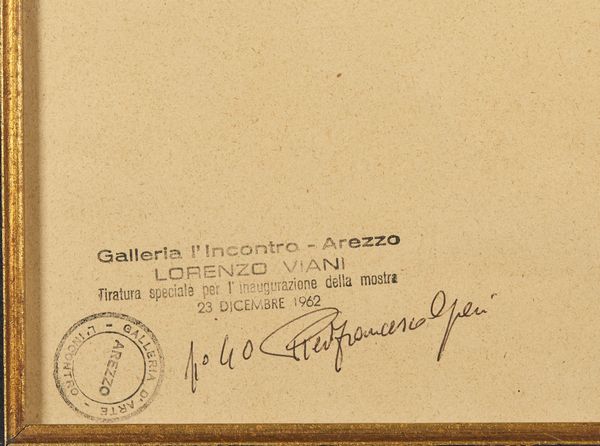 Galleria l'Incontro - Arezzo
LORENZO VIANI
Tiratura speciale per l'inaugurazione della mostra
23 DICEMBRE 1962
n° 40 Pierfrancesco
L'INCONTRO - GALLERIA D'ARTE -
AREZZO